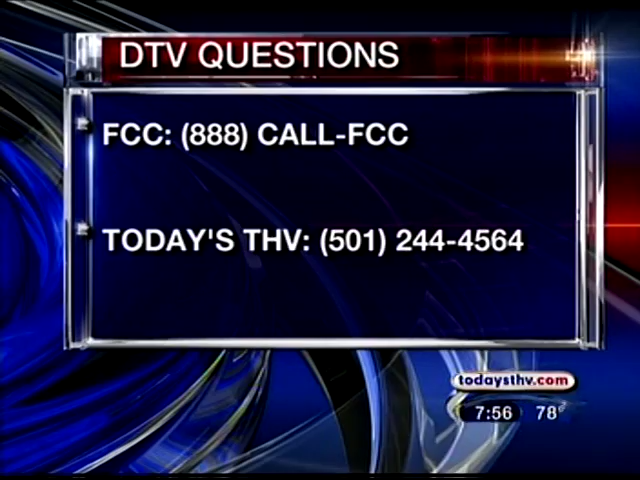 DTV QUESTIONS
FCC: (888) CALL-FCC
TODAY'S THV: (501) 244-4564
todaysthv.com
7:56 78°